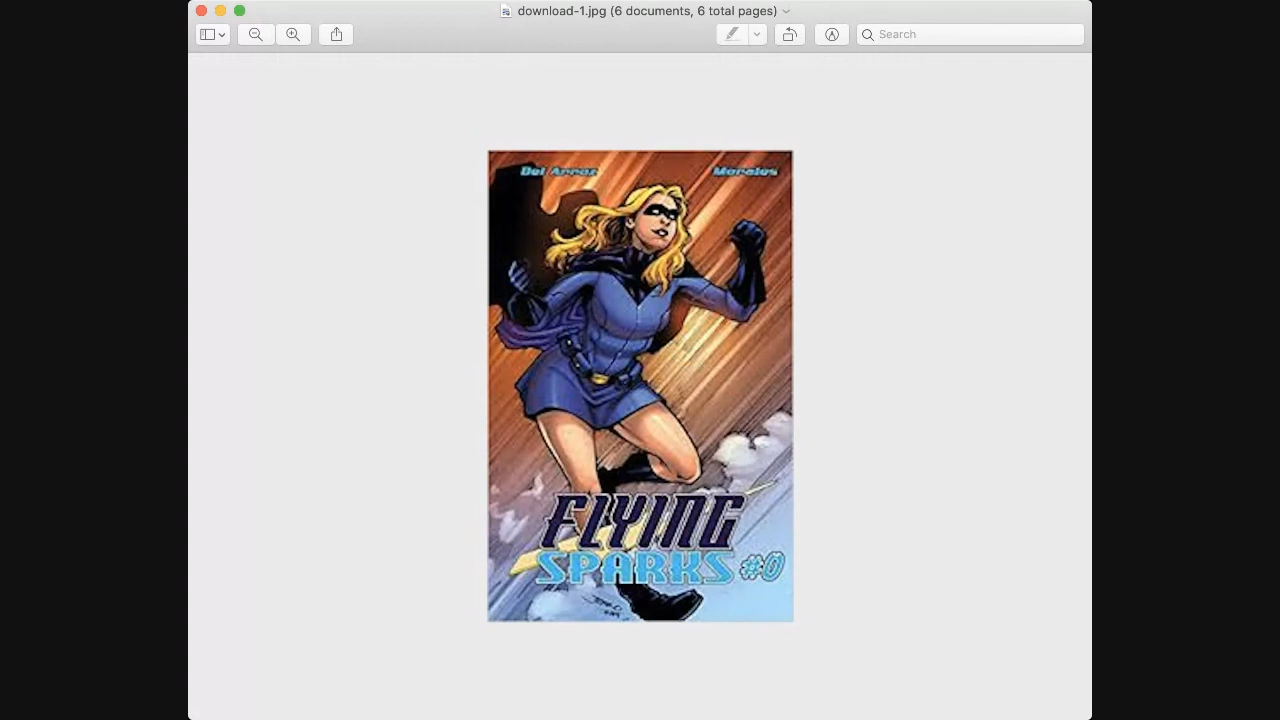 download-1.jpg (6 documents, 6 total pages)
Search
Del Arroz
Morales
FLYING
SPARKS #0